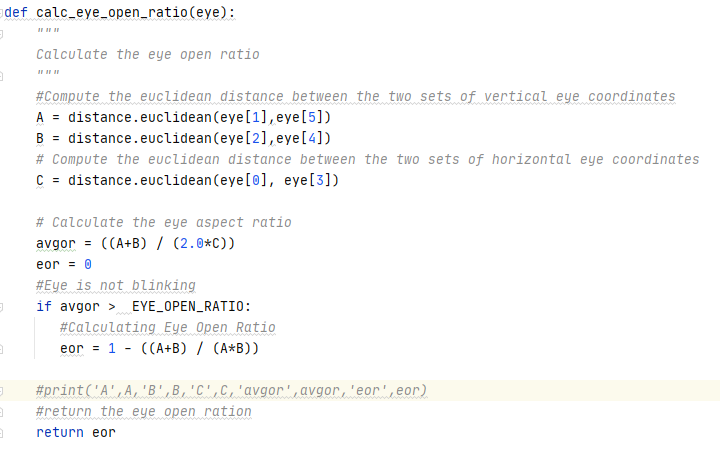 def calc_eye_open_ratio(eye):
    """
    Calculate the eye open ratio
    """
    #Compute the euclidean distance between the two sets of vertical eye coordinates
    A = distance.euclidean(eye[1],eye[5])
    B = distance.euclidean(eye[2],eye[4])
    # Compute the euclidean distance between the two sets of horizontal eye coordinates
    C = distance.euclidean(eye[0], eye[3])

    # Calculate the eye aspect ratio
    avgor = ((A+B) / (2.0*C))
    eor = 0
    #Eye is not blinking
    if avgor >  EYE_OPEN_RATIO:
       #Calculating Eye Open Ratio
       eor = 1 - ((A+B) / (A*B))

    #print('A',A,'B',B,'C',C,'avgor',avgor,'eor',eor)
    #return the eye open ration
    return eor